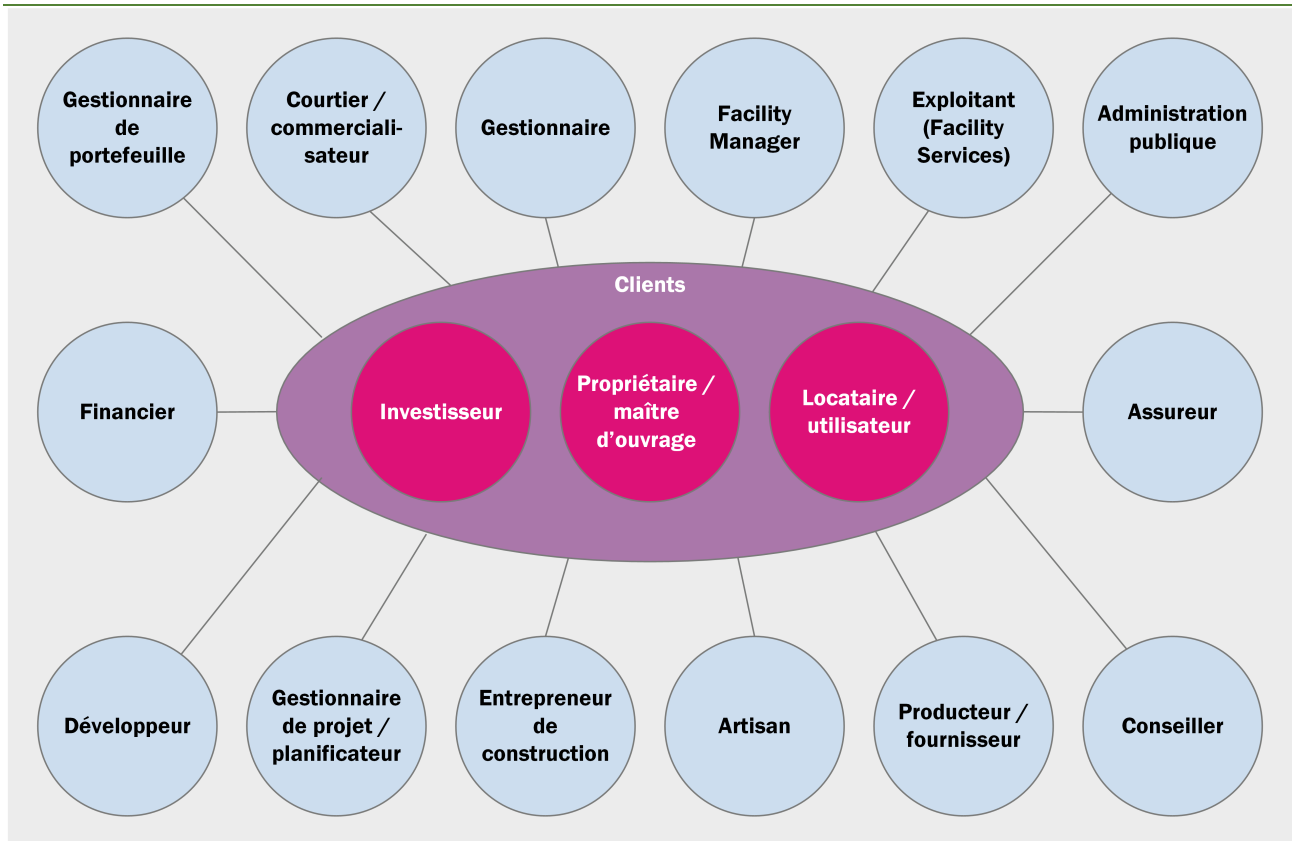 Gestionnaire
de
portefeuille
Courtier /
commerciali-
sateur
Gestionnaire
Facility
Manager
Exploitant
(Facility
Services)
Administration
publique
Clients
Financier
Investisseur
Propriétaire /
maître
d’ouvrage
Locataire /
utilisateur
Assureur
Développeur
Gestionnaire
de projet /
planificateur
Entrepreneur
de
construction
Artisan
Producteur /
fournisseur
Conseiller